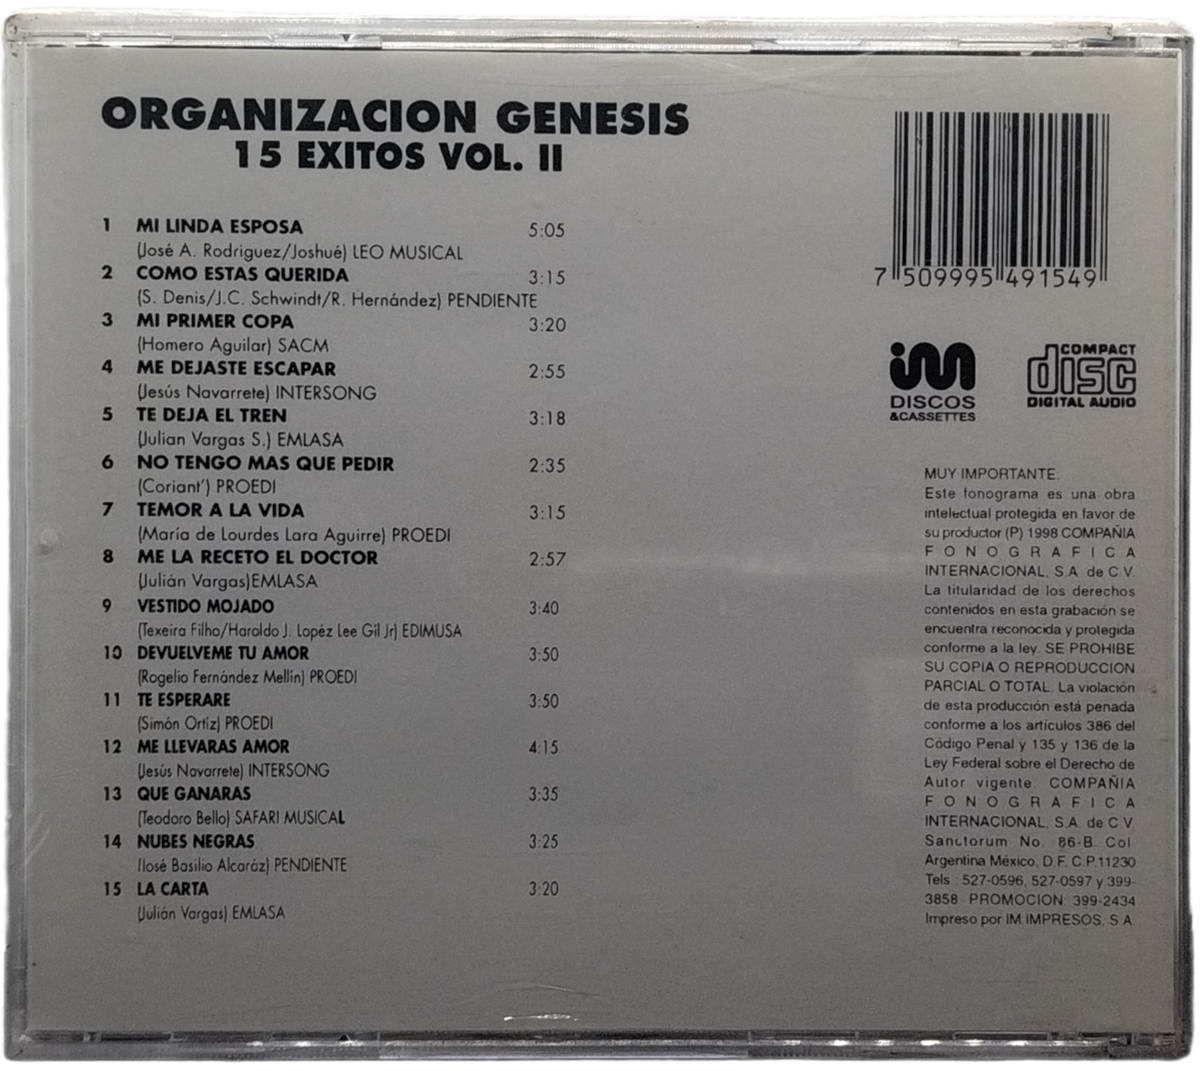 ORGANIZACION GENESIS
15 EXITOS VOL. II
1 MI LINDA ESPOSA 5:05
(José A. Rodriguez/Joshué) LEO MUSICAL
2 COMO ESTAS QUERIDA 3:15
(S. Denis/J.C. Schwindt/R. Hernández) PENDIENTE
3 MI PRIMER COPA 3:20
(Homero Aguilar) SACM
4 ME DEJASTE ESCAPAR 2:55
(Jesús Navarrete) INTERSONG
5 TE DEJA EL TREN 3:18
(Julian Vargas S.) EMLASA
6 NO TENGO MAS QUE PEDIR 2:35
(Coriant') PROEDI
7 TEMOR A LA VIDA 3:15
(María de Lourdes Lara Aguirre) PROEDI
8 ME LA RECETO EL DOCTOR 2:57
(Julián Vargas)EMLASA
9 VESTIDO MOJADO 3:40
(Texeira Filho/Haroldo J. Lopéz Lee Gil Jr) EDIMUSA
10 DEVUELVEME TU AMOR 3:50
(Rogelio Fernández Mellín) PROEDI
11 TE ESPERARE 3:50
(Simón Ortíz) PROEDI
12 ME LLEVARAS AMOR 4:15
(Jesús Navarrete) INTERSONG
13 QUE GANARAS 3:35
(Teodoro Bello) SAFARI MUSICAL
14 NUBES NEGRAS 3:25
(José Basilio Alcaráz) PENDIENTE
15 LA CARTA 3:20
(Julián Vargas) EMLASA
7 509995 491549
im
DISCOS
&CASSETTES
COMPACT
disc
DIGITAL AUDIO
MUY IMPORTANTE:
Este fonograma es una obra
intelectual protegida en favor de
su productor (P) 1998 COMPAÑIA
FONOGRAFICA
INTERNACIONAL, S.A. de C.V.
La titularidad de los derechos
contenidos en esta grabación se
encuentra reconocida y protegida
conforme a la ley. SE PROHIBE
SU COPIA O REPRODUCCION
PARCIAL O TOTAL. La violación
de esta producción está penada
conforme a los artículos 386 del
Código Penal y 135 y 136 de la
Ley Federal sobre el Derecho de
Autor vigente. COMPAÑIA
FONOGRAFICA
INTERNACIONAL, S.A. de C.V.
Sanctorum No. 86-B. Col.
Argentina México, D.F. C.P. 11230
Tels.: 527-0596, 527-0597 y 399-
3858 PROMOCION: 399-2434
Impreso por IM IMPRESOS, S.A.